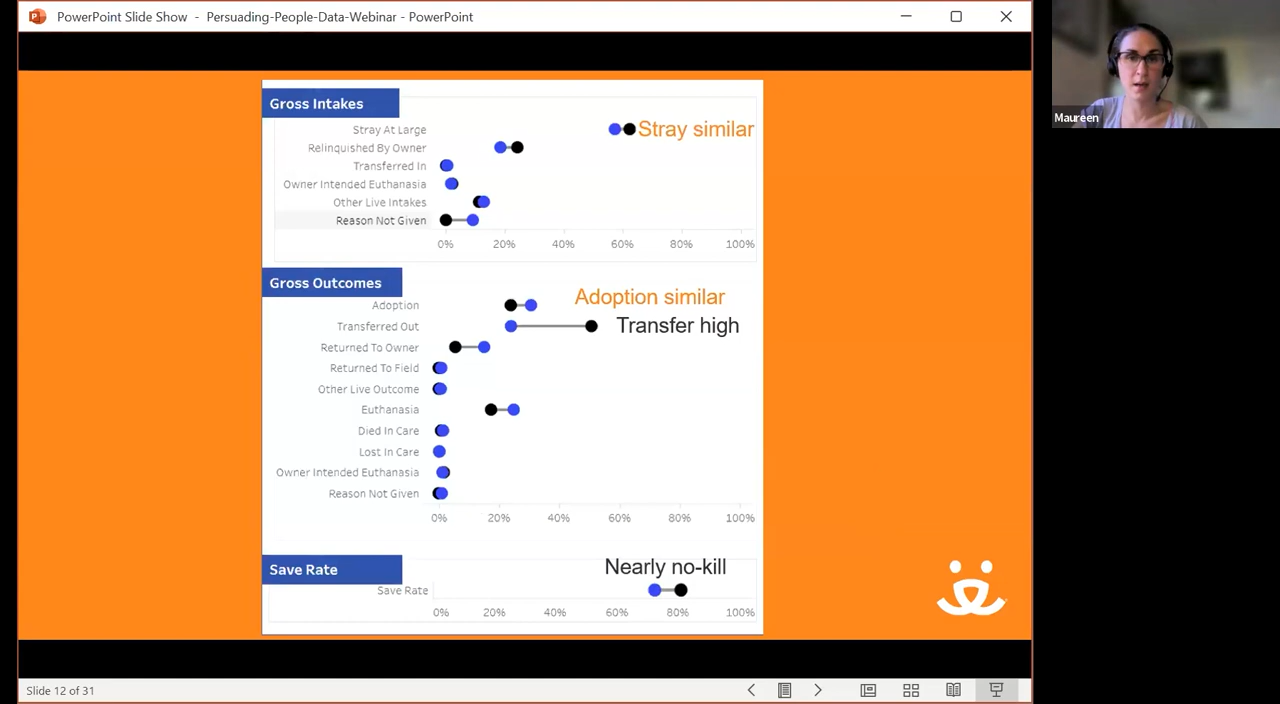 PowerPoint Slide Show - Persuading-People-Data-Webinar - PowerPoint
Maureen
Gross Intakes
Stray At Large
Stray similar
Relinquished By Owner
Transferred In
Owner Intended Euthanasia
Other Live Intakes
Reason Not Given
0% 20% 40% 60% 80% 100%
Gross Outcomes
Adoption similar
Adoption
Transferred Out
Transfer high
Returned To Owner
Returned To Field
Other Live Outcome
Euthanasia
Died In Care
Lost In Care
Owner Intended Euthanasia
Reason Not Given
0% 20% 40% 60% 80% 100%
Save Rate
Nearly no-kill
Save Rate
0% 20% 40% 60% 80% 100%
Slide 12 of 31